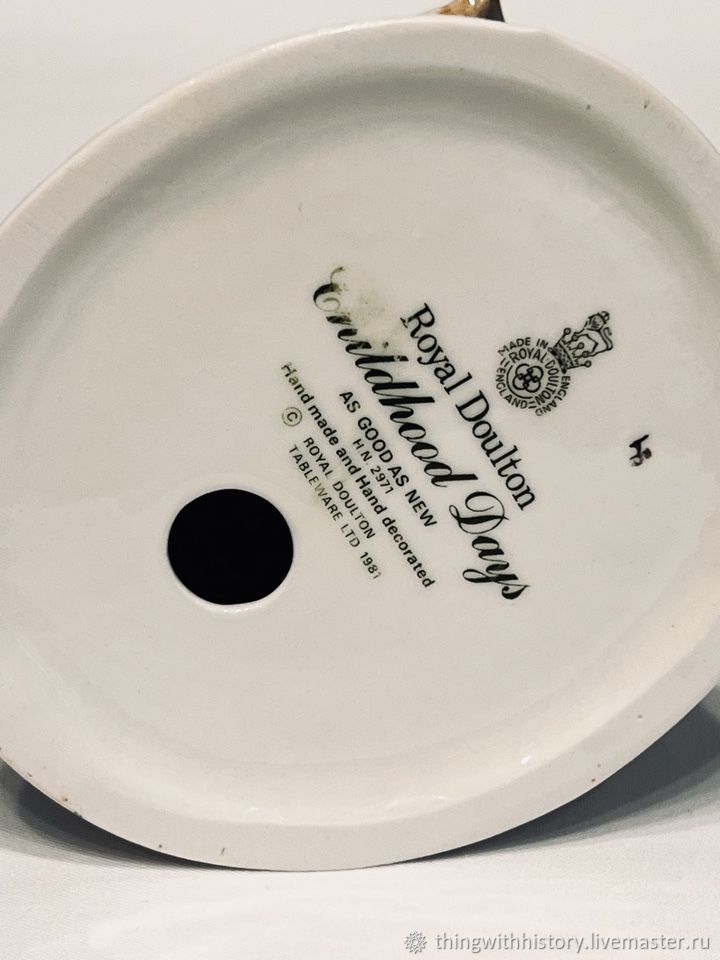 MADE IN
ENGLAND
ROYAL DOULTON
ENGLAND
Royal Doulton
Childhood Days
AS GOOD AS NEW
H.N. 2971
Hand made and Hand decorated
© ROYAL DOULTON
TABLEWARE LTD 1981
thingwithhistory.livemaster.ru